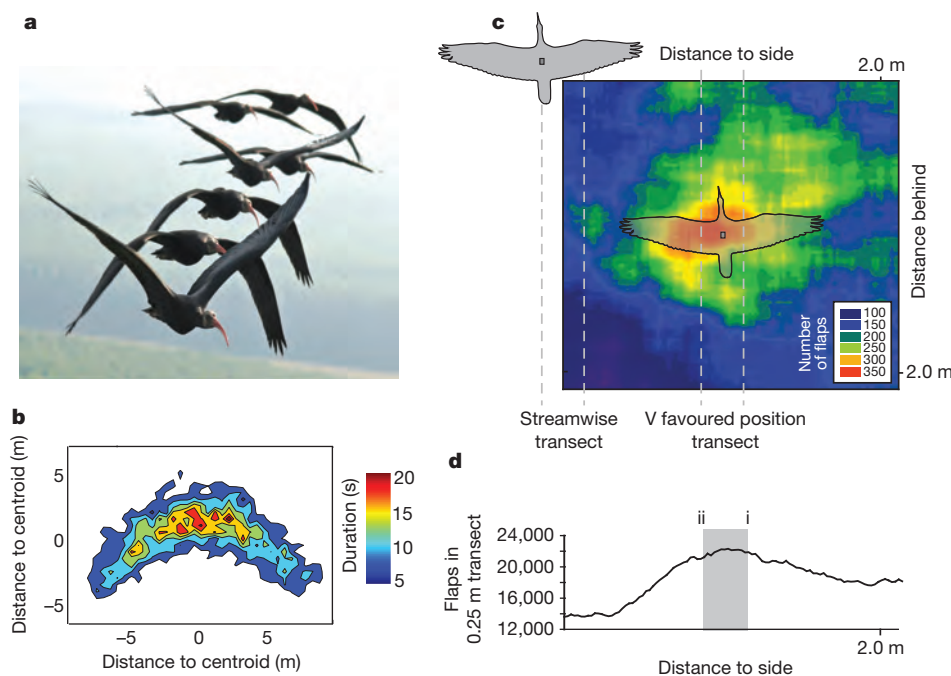 a
b
Distance to centroid (m)
5
0
−5
−5
0
5
Distance to centroid (m)
Duration (s)
20
15
10
5
c
Distance to side
2.0 m
Distance behind
2.0 m
Number
of flaps
100
150
200
250
300
350
Streamwise
transect
V favoured position
transect
d
ii
i
Flaps in
0.25 m transect
24,000
20,000
16,000
12,000
2.0 m
Distance to side